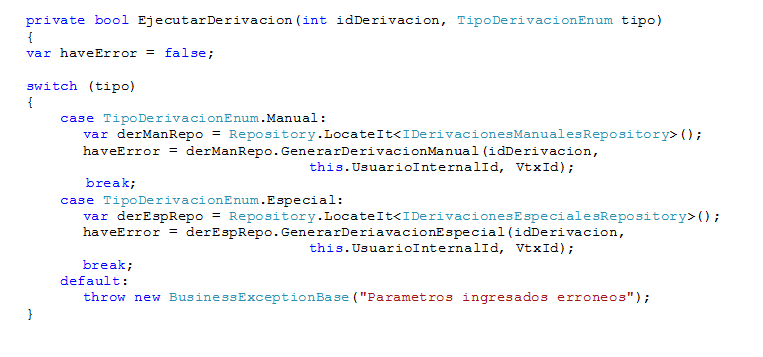 private bool EjecutarDerivacion(int idDerivacion, TipoDerivacionEnum tipo)
{
var haveError = false;
switch (tipo)
{
case TipoDerivacionEnum.Manual:
var derManRepo = Repository.LocateIt<IDerivacionesManualesRepository>();
haveError = derManRepo.GenerarDerivacionManual(idDerivacion,
this.UsuarioInternalId, VtxId);
break;
case TipoDerivacionEnum.Especial:
var derEspRepo = Repository.LocateIt<IDerivacionesEspecialesRepository>();
haveError = derEspRepo.GenerarDeriavacionEspecial(idDerivacion,
this.UsuarioInternalId, VtxId);
break;
default:
throw new BusinessExceptionBase("Parametros ingresados erroneos");
}